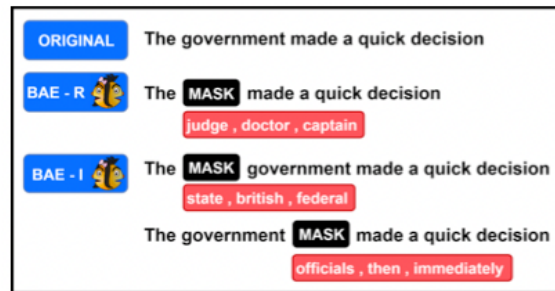 ORIGINAL The government made a quick decision
BAE - R The MASK made a quick decision
judge , doctor , captain
BAE - I The MASK government made a quick decision
state , british , federal
The government MASK made a quick decision
officials , then , immediately